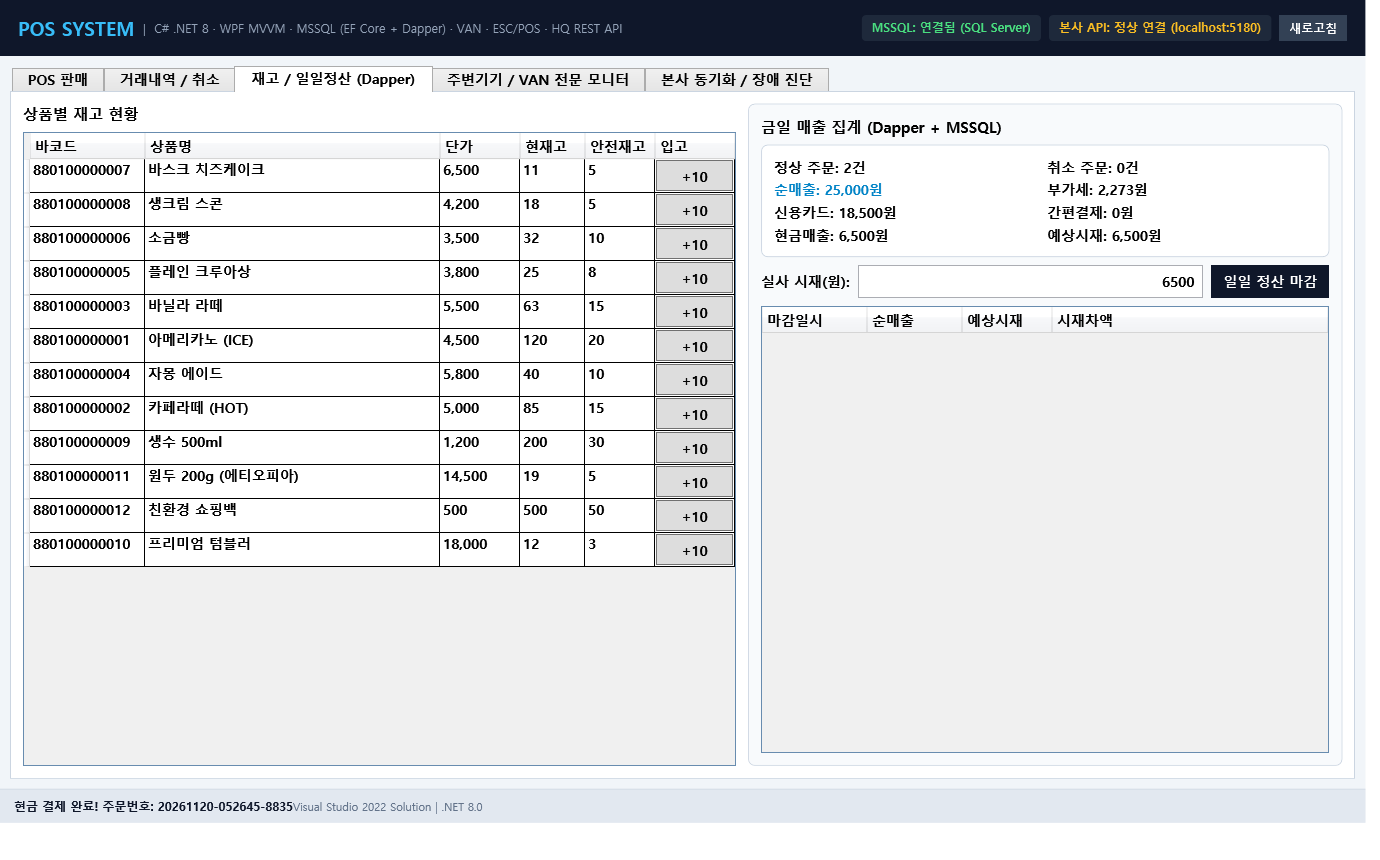 POS SYSTEM | C# .NET 8 · WPF MVVM · MSSQL (EF Core + Dapper) · VAN · ESC/POS · HQ REST API
MSSQL: 연결됨 (SQL Server)
본사 API: 정상 연결 (localhost:5180)
새로고침
POS 판매
거래내역 / 취소
재고 / 일일정산 (Dapper)
주변기기 / VAN 전문 모니터
본사 동기화 / 장애 진단
상품별 재고 현황
바코드 상품명 단가 현재고 안전재고 입고
880100000007 바스크 치즈케이크 6,500 11 5 +10
880100000008 생크림 스콘 4,200 18 5 +10
880100000006 소금빵 3,500 32 10 +10
880100000005 플레인 크루아상 3,800 25 8 +10
880100000003 바닐라 라떼 5,500 63 15 +10
880100000001 아메리카노 (ICE) 4,500 120 20 +10
880100000004 자몽 에이드 5,800 40 10 +10
880100000002 카페라떼 (HOT) 5,000 85 15 +10
880100000009 생수 500ml 1,200 200 30 +10
880100000011 원두 200g (에티오피아) 14,500 19 5 +10
880100000012 친환경 쇼핑백 500 500 50 +10
880100000010 프리미엄 텀블러 18,000 12 3 +10
금일 매출 집계 (Dapper + MSSQL)
정상 주문: 2건 취소 주문: 0건
순매출: 25,000원 부가세: 2,273원
신용카드: 18,500원 간편결제: 0원
현금매출: 6,500원 예상시재: 6,500원
실사 시재(원): 6500 일일 정산 마감
마감일시 순매출 예상시재 시재차액
현금 결제 완료! 주문번호: 20261120-052645-8835Visual Studio 2022 Solution | .NET 8.0